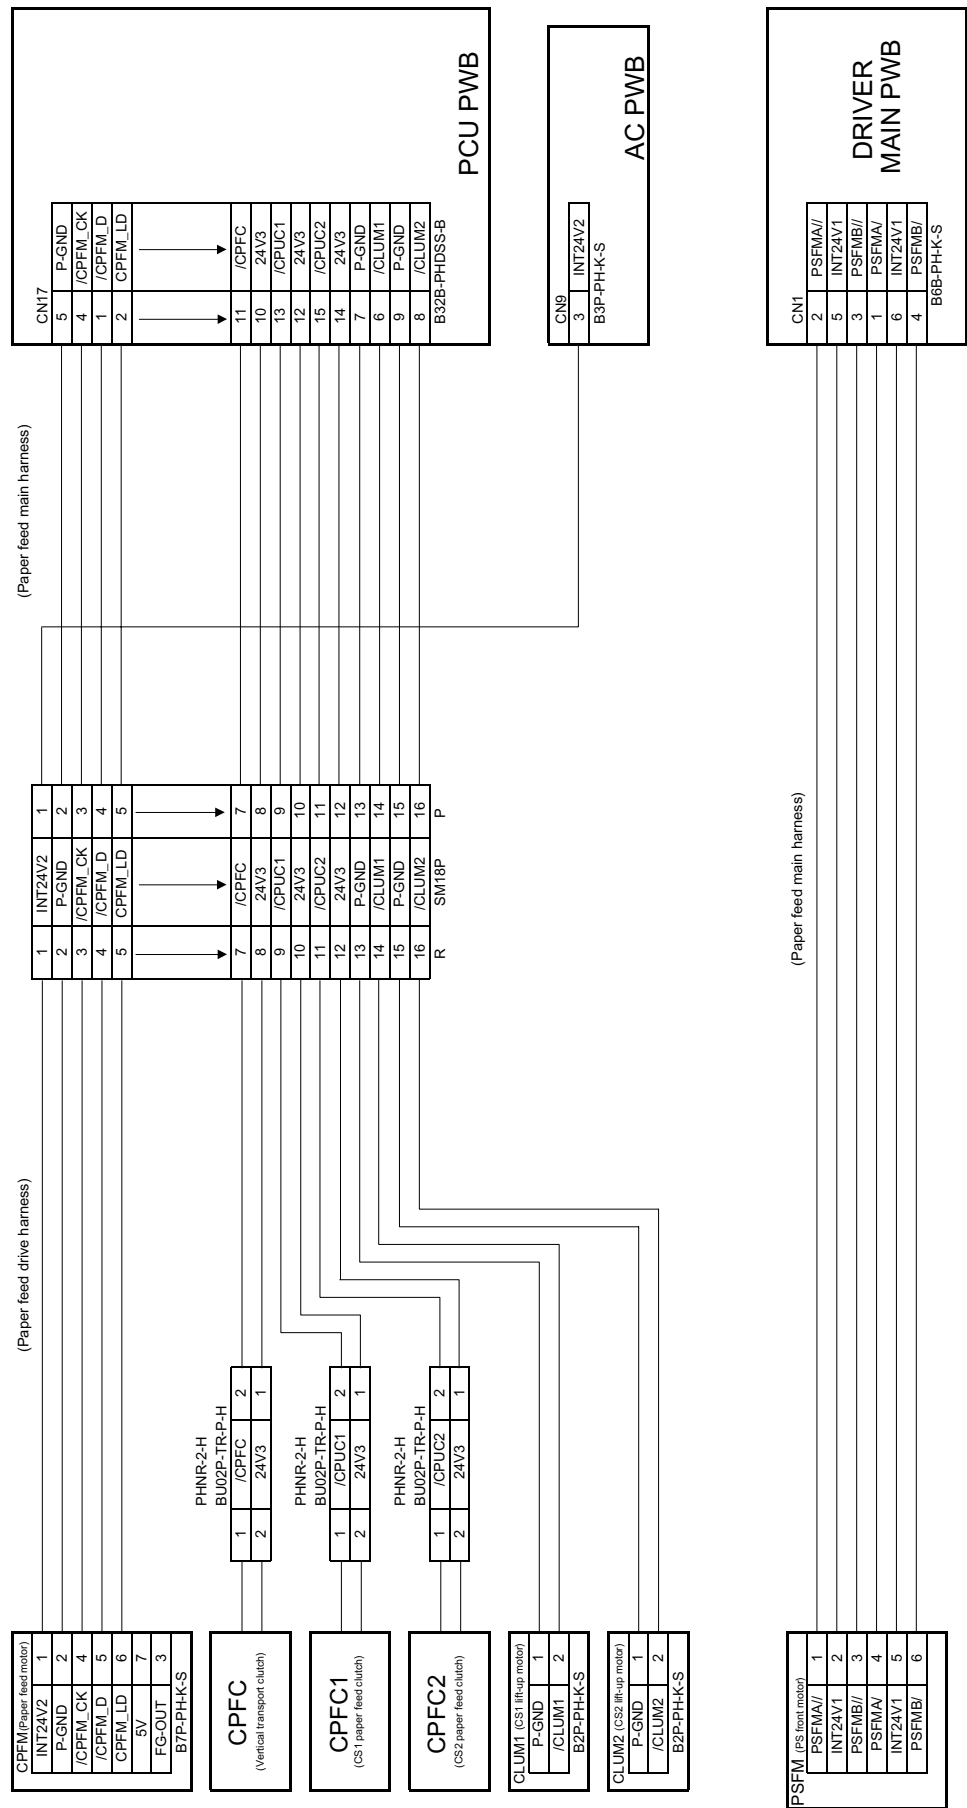 CPFM(Paper feed motor)
INT24V2 1
P-GND 2
/CPFM_CK 4
/CPFM_D 5
CPFM_LD 6
5V 7
FG-OUT 3
B7P-PH-K-S
CPFC
(Vertical transport clutch)
CPFC1
(CS1 paper feed clutch)
CPFC2
(CS2 paper feed clutch)
CLUM1 (CS1 lift-up motor)
P-GND 1
/CLUM1 2
B2P-PH-K-S
CLUM2 (CS2 lift-up motor)
P-GND 1
/CLUM2 2
B2P-PH-K-S
PSFM (PS front motor)
PSFMA// 1
INT24V1 2
PSFMB// 3
PSFMA/ 4
INT24V1 5
PSFMB/ 6
PHNR-2-H
BU02P-TR-P-H
1 /CPFC 2
2 24V3 1
PHNR-2-H
BU02P-TR-P-H
1 /CPUC1 2
2 24V3 1
PHNR-2-H
BU02P-TR-P-H
1 /CPUC2 2
2 24V3 1
(Paper feed drive harness)
1 INT24V2 1
2 P-GND 2
3 /CPFM_CK 3
4 /CPFM_D 4
5 CPFM_LD 5
7 /CPFC 7
8 24V3 8
9 /CPUC1 9
10 24V3 10
11 /CPUC2 11
12 24V3 12
13 P-GND 13
14 /CLUM1 14
15 P-GND 15
16 /CLUM2 16
R SM18P P
(Paper feed main harness)
(Paper feed main harness)
CN17
5 P-GND
4 /CPFM_CK
1 /CPFM_D
2 CPFM_LD
11 /CPFC
10 24V3
13 /CPUC1
12 24V3
15 /CPUC2
14 24V3
7 P-GND
6 /CLUM1
9 P-GND
8 /CLUM2
B32B-PHDSS-B
PCU PWB
CN9
3 INT24V2
B3P-PH-K-S
AC PWB
CN1
2 PSFMA//
5 INT24V1
3 PSFMB//
1 PSFMA/
6 INT24V1
4 PSFMB/
B6B-PH-K-S
DRIVER
MAIN PWB